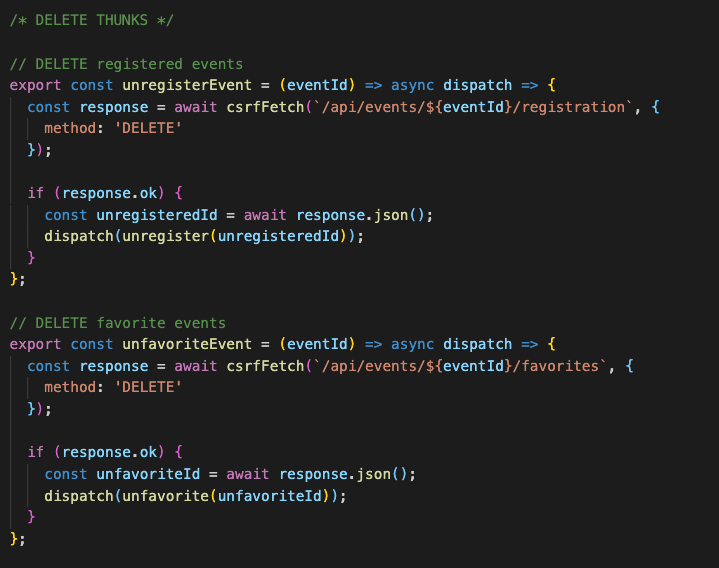 /* DELETE THUNKS */

// DELETE registered events
export const unregisterEvent = (eventId) => async dispatch => {
  const response = await csrfFetch(`/api/events/${eventId}/registration`, {
    method: 'DELETE'
  });

  if (response.ok) {
    const unregisteredId = await response.json();
    dispatch(unregister(unregisteredId));
  }
};

// DELETE favorite events
export const unfavoriteEvent = (eventId) => async dispatch => {
  const response = await csrfFetch(`/api/events/${eventId}/favorites`, {
    method: 'DELETE'
  });

  if (response.ok) {
    const unfavoriteId = await response.json();
    dispatch(unfavorite(unfavoriteId));
  }
};